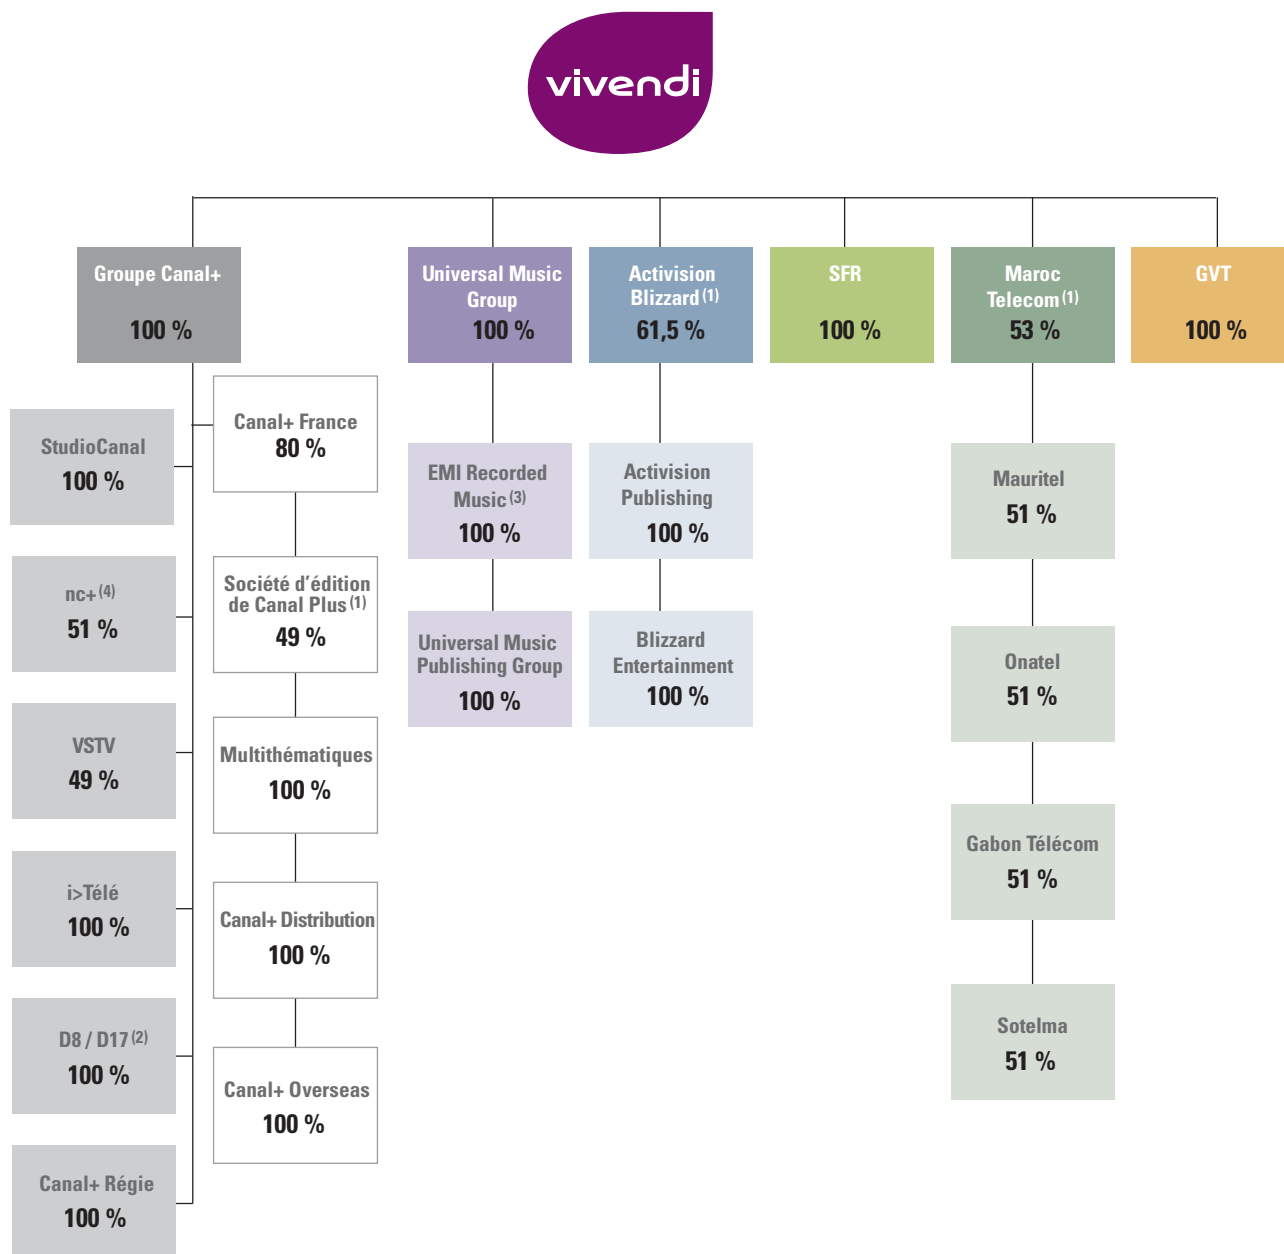 vivendi
Groupe Canal+
100 %
Universal Music
Group
100 %
Activision
Blizzard (1)
61,5 %
SFR
100 %
Maroc
Telecom (1)
53 %
GVT
100 %
StudioCanal
100 %
nc+ (4)
51 %
VSTV
49 %
i>Télé
100 %
D8 / D17 (2)
100 %
Canal+ Régie
100 %
Canal+ France
80 %
Société d'édition
de Canal Plus (1)
49 %
Multithématiques
100 %
Canal+ Distribution
100 %
Canal+ Overseas
100 %
EMI Recorded
Music (3)
100 %
Universal Music
Publishing Group
100 %
Activision
Publishing
100 %
Blizzard
Entertainment
100 %
Mauritel
51 %
Onatel
51 %
Gabon Télécom
51 %
Sotelma
51 %